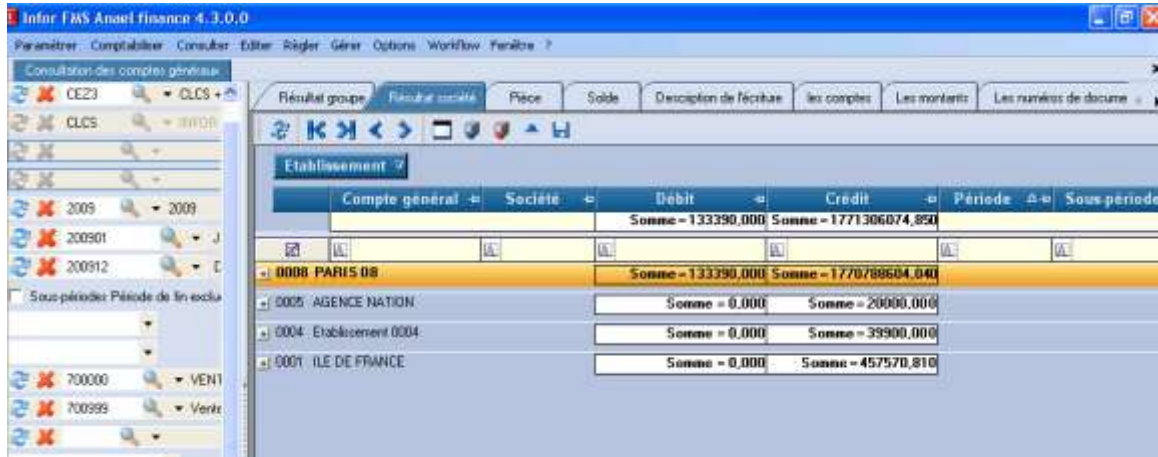 Infor FMS Anael finance 4.3.0.0
Paramétrer Comptabiliser Consulter Editer Régler Gérer Options Workflow Fenêtre ?
Consultation des comptes généraux
CEZ3 CLCS +
CLCS
2009 2009
200901 J
200912
Sous-périodes Période de fin exclu
700000 VENT
700999 Vente
Résultat groupe Résultat société Pièce Solde Description de l'écriture les comptes Les montants Les numéros de docume
Etablissement
Compte général Société Débit Crédit Période Sous-période
Somme = 133390,000 Somme = 1771306074,850
0008 PARIS 08 Somme = 133390,000 Somme = 1770788604,040
0005 AGENCE NATION Somme = 0,000 Somme = 20000,000
0004 Etablissement 0004 Somme = 0,000 Somme = 39900,000
0001 ILE DE FRANCE Somme = 0,000 Somme = 457570,810